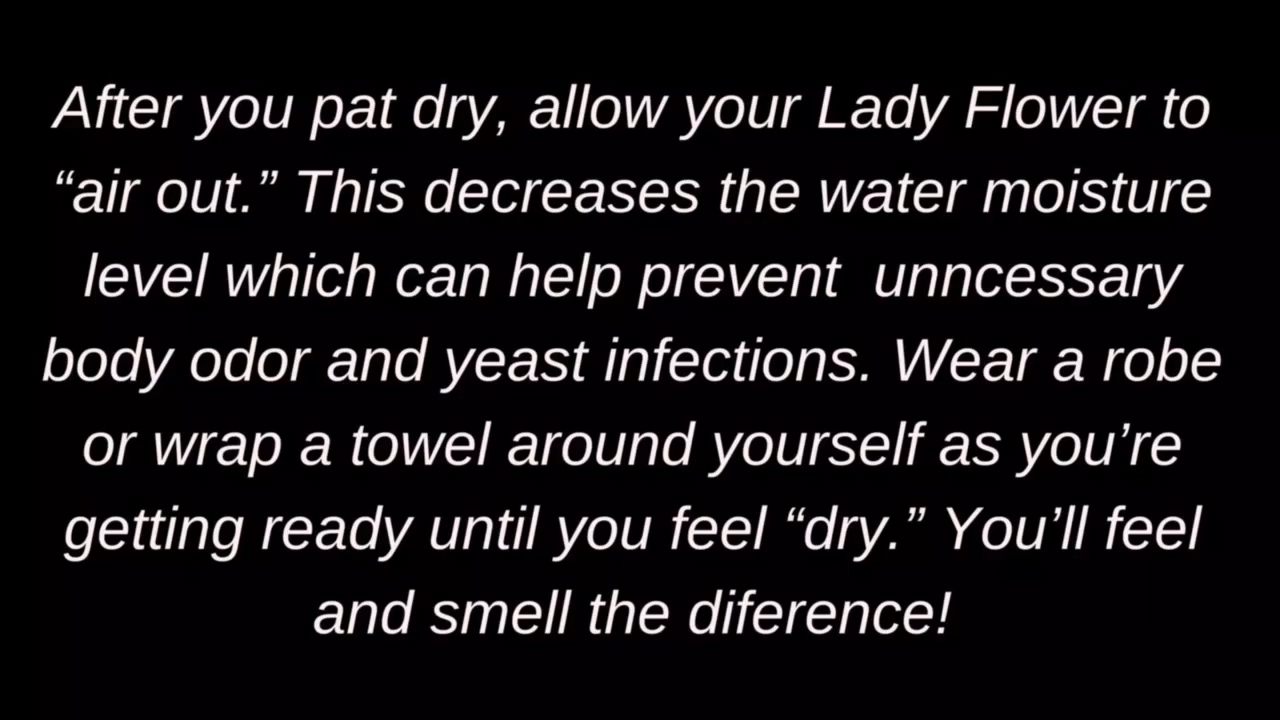 After you pat dry, allow your Lady Flower to
“air out.” This decreases the water moisture
level which can help prevent  unncessary
body odor and yeast infections. Wear a robe
or wrap a towel around yourself as you’re
getting ready until you feel “dry.” You’ll feel
and smell the diference!